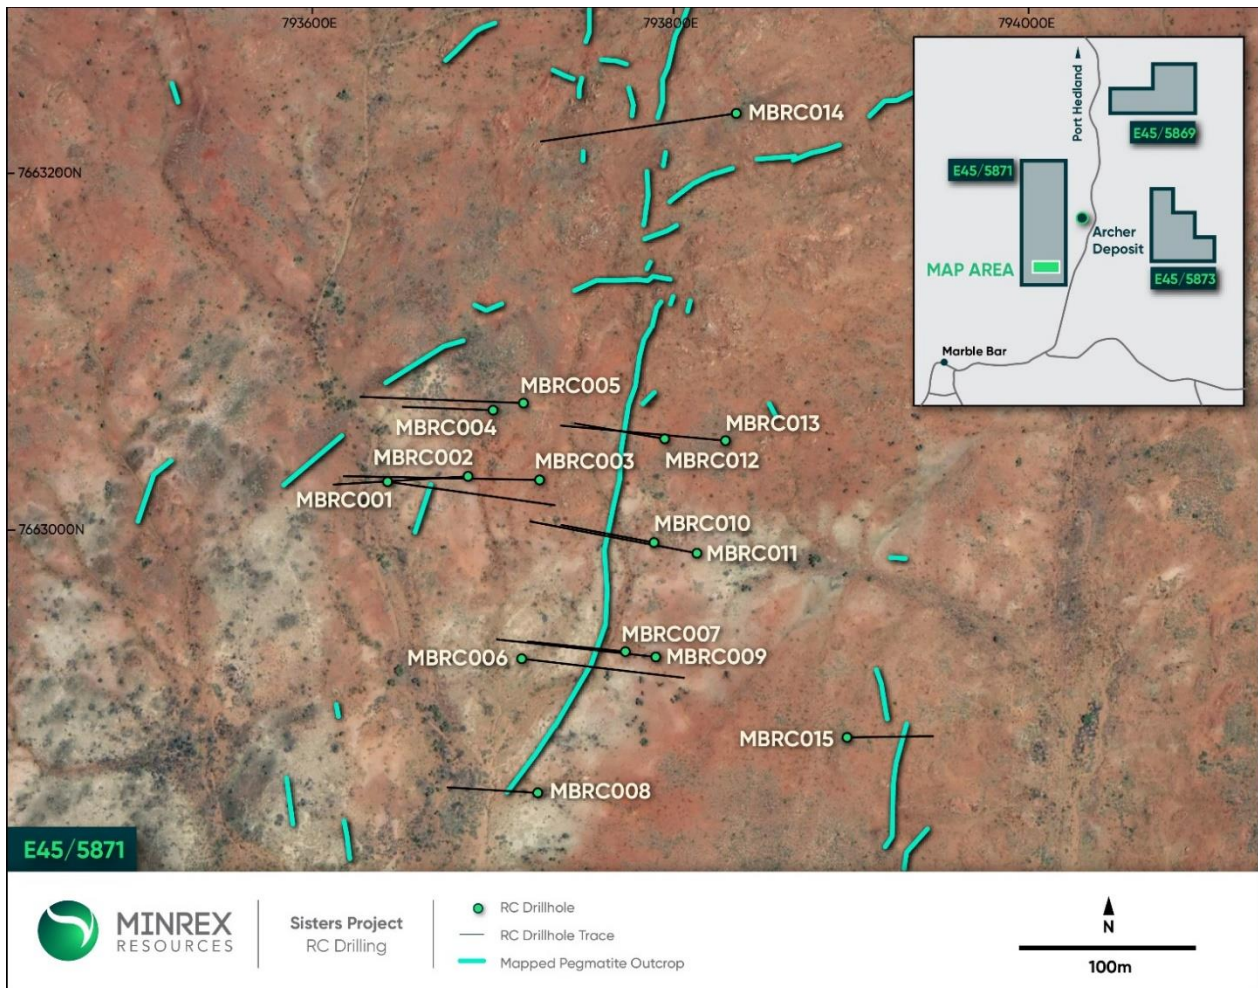 793600E
793800E
794000E
7663200N
7663000N
MBRC014
MBRC005
MBRC004
MBRC013
MBRC012
MBRC002
MBRC003
MBRC001
MBRC010
MBRC011
MBRC007
MBRC009
MBRC006
MBRC015
MBRC008
Port Hedland
E45/5869
E45/5871
Archer
Deposit
MAP AREA
E45/5873
Marble Bar
E45/5871
MINREX
RESOURCES
Sisters Project
RC Drilling
RC Drillhole
RC Drillhole Trace
Mapped Pegmatite Outcrop
N
100m